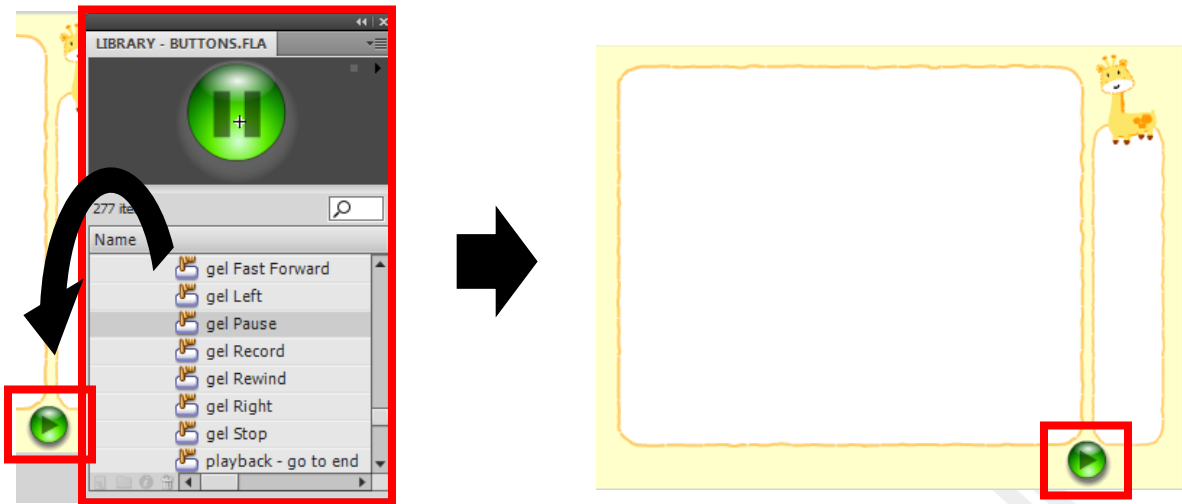 LIBRARY - BUTTONS.FLA
277
Name
gel Fast Forward
gel Left
gel Pause
gel Record
gel Rewind
gel Right
gel Stop
playback - go to end